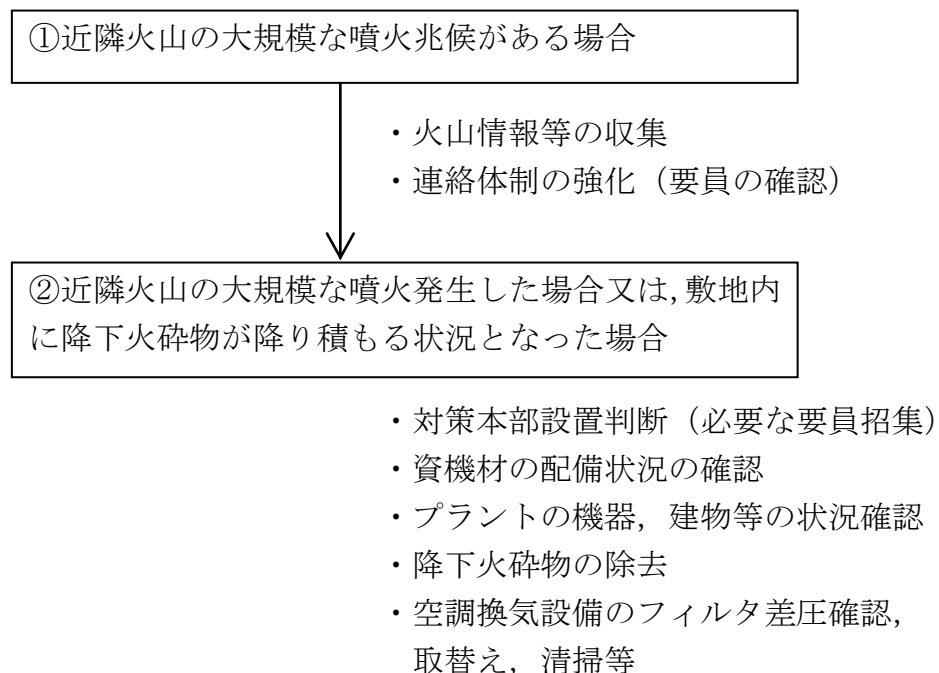 ①近隣火山の大規模な噴火兆候がある場合
・火山情報等の収集
・連絡体制の強化（要員の確認）
②近隣火山の大規模な噴火発生した場合又は,敷地内
に降下火砕物が降り積もる状況となった場合
・対策本部設置判断（必要な要員招集）
・資機材の配備状況の確認
・プラントの機器，建物等の状況確認
・降下火砕物の除去
・空調換気設備のフィルタ差圧確認，
取替え，清掃等